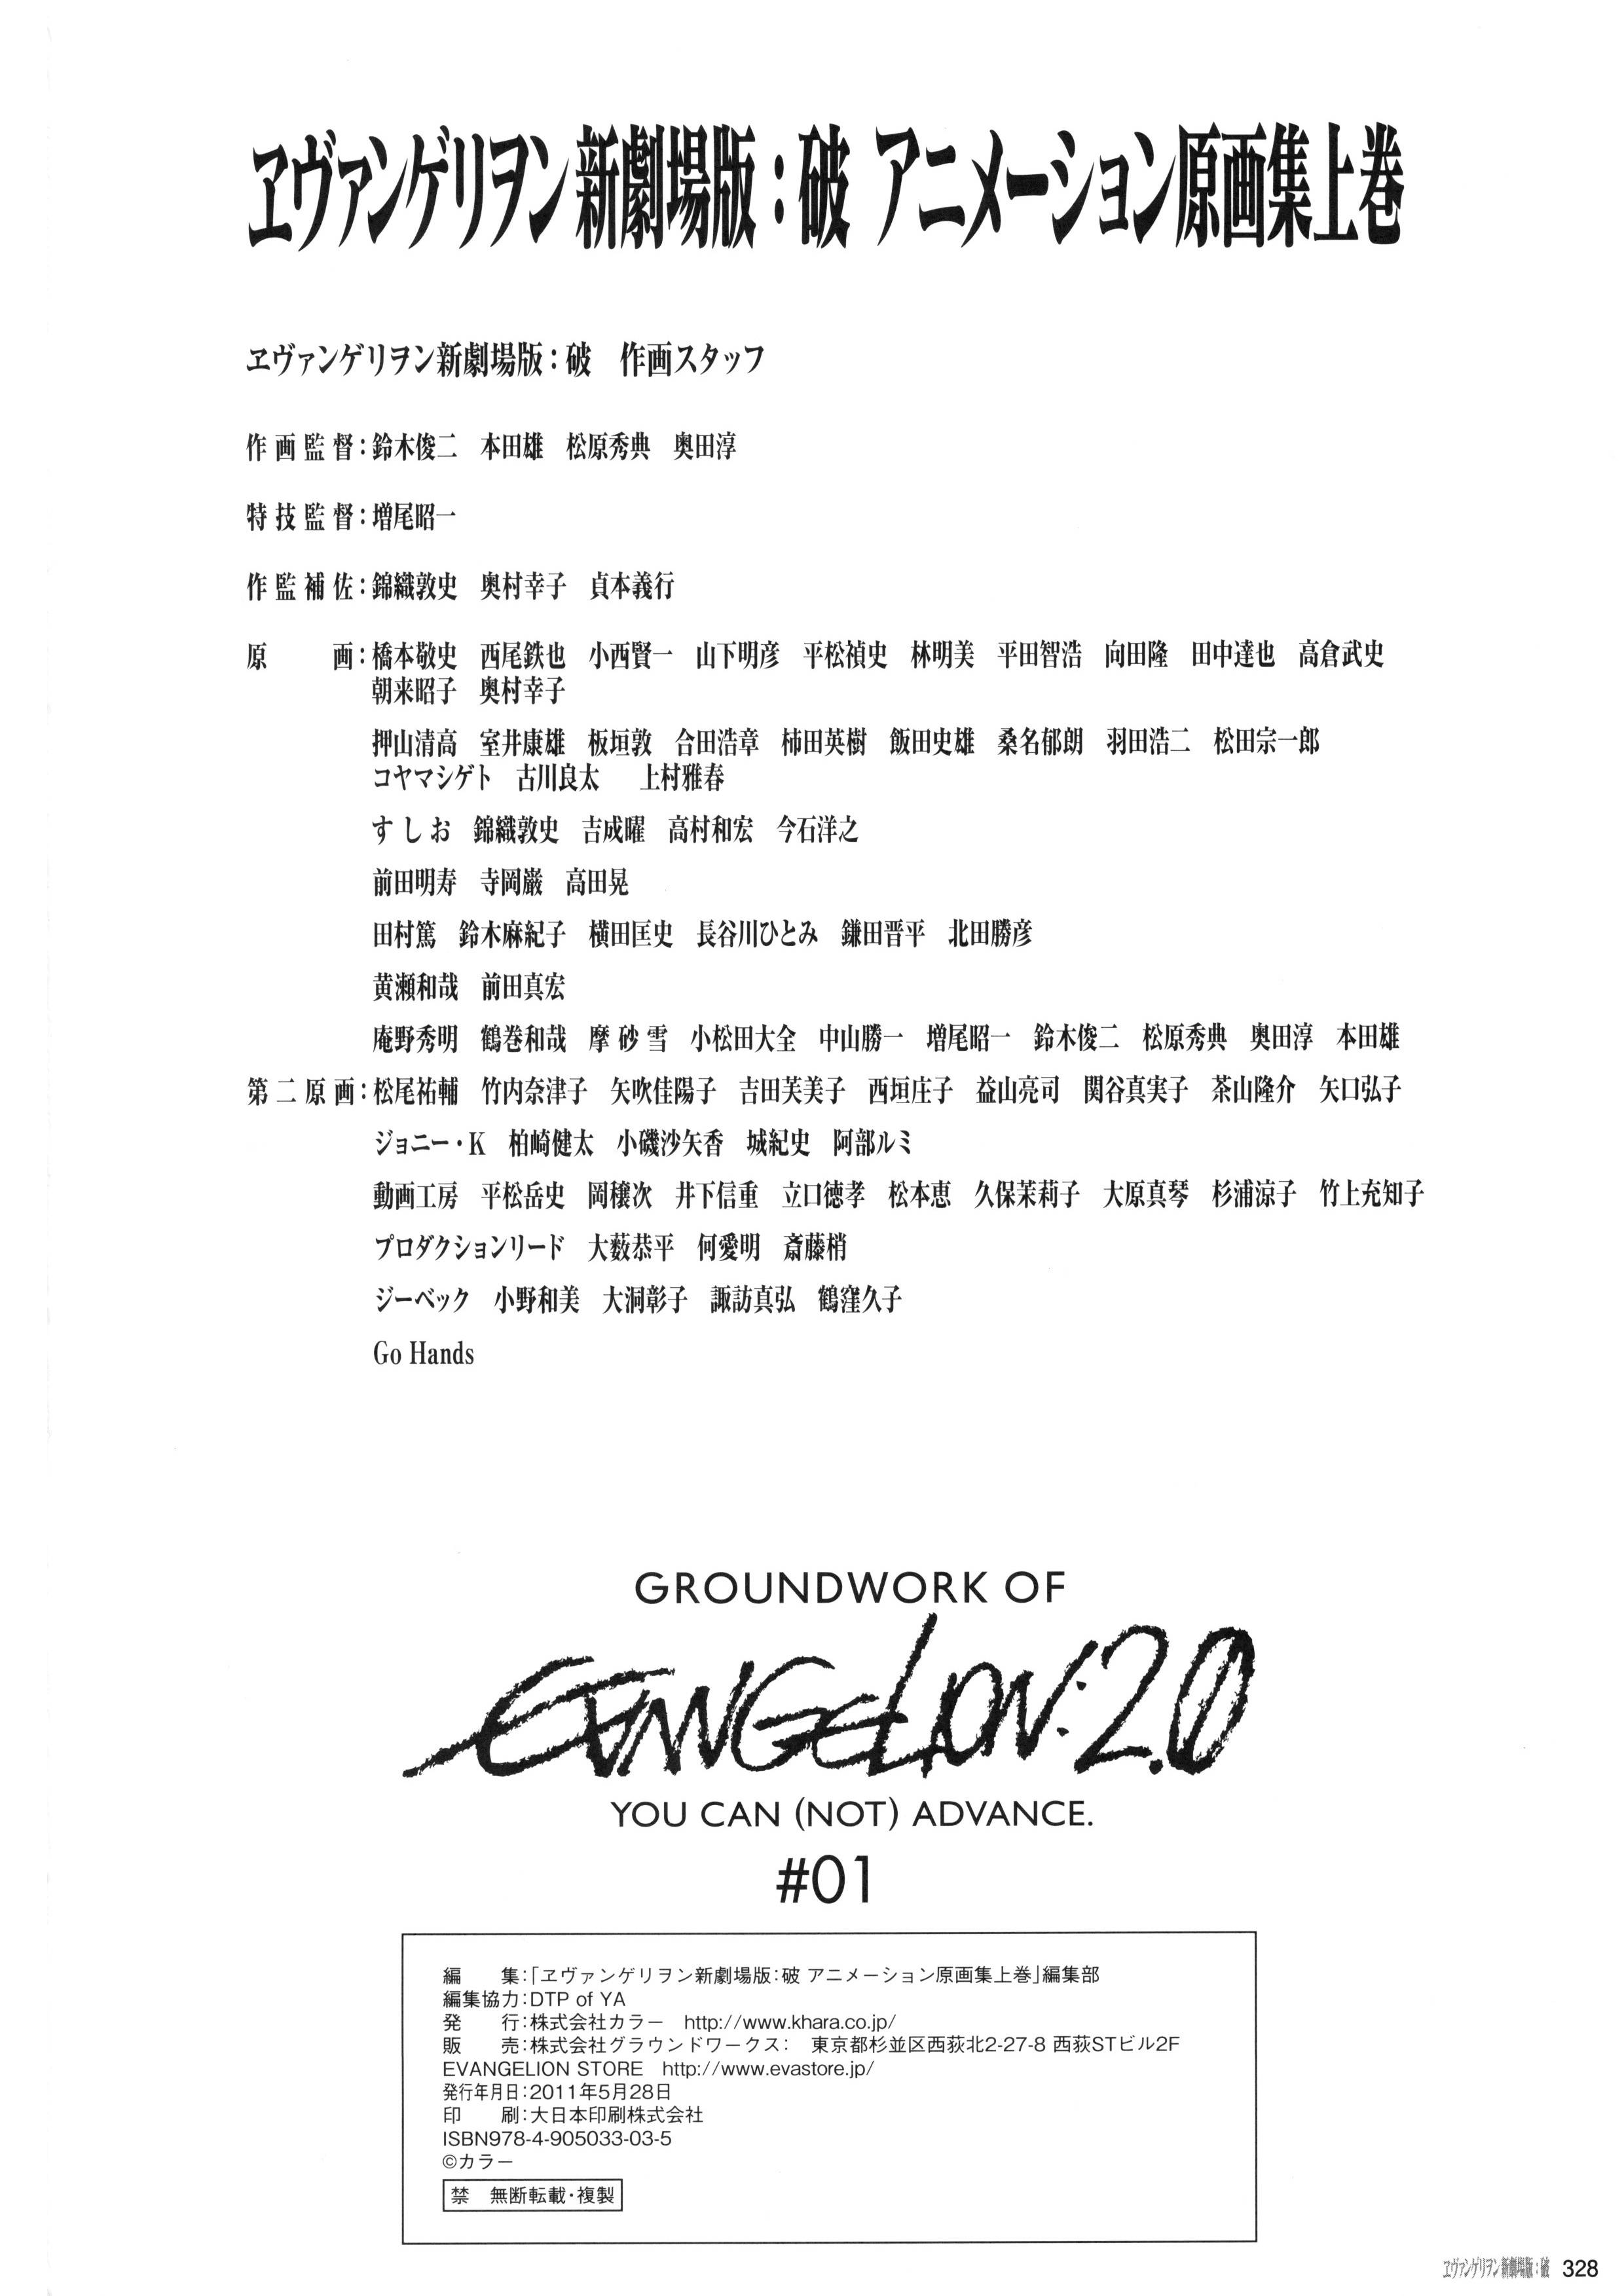 ヱヴァンゲリヲン新劇場版：破 アニメーション原画集上巻
ヱヴァンゲリヲン新劇場版：破　作画スタッフ
作画監督：鈴木俊二　本田雄　松原秀典　奥田淳
特技監督：増尾昭一
作監補佐：錦織敦史　奥村幸子　貞本義行
原　　画：橋本敬史　西尾鉄也　小西賢一　山下明彦　平松禎史　林明美　平田智浩　向田隆　田中達也　高倉武史
朝来昭子　奥村幸子
押山清高　室井康雄　板垣敦　合田浩章　柿田英樹　飯田史雄　桑名郁朗　羽田浩二　松田宗一郎
コヤマシゲト　古川良太　上村雅春
すしお　錦織敦史　吉成曜　高村和宏　今石洋之
前田明寿　寺岡巌　高田晃
田村篤　鈴木麻紀子　横田匡史　長谷川ひとみ　鎌田晋平　北田勝彦
黄瀬和哉　前田真宏
庵野秀明　鶴巻和哉　摩砂雪　小松田大全　中山勝一　増尾昭一　鈴木俊二　松原秀典　奥田淳　本田雄
第二原画：松尾祐輔　竹内奈津子　矢吹佳陽子　吉田芙美子　西垣庄子　益山亮司　関谷真実子　茶山隆介　矢口弘子
ジョニー・K　柏崎健太　小磯沙矢香　城紀史　阿部ルミ
動画工房　平松岳史　岡穣次　井下信重　立口徳孝　松本恵　久保茉莉子　大原真琴　杉浦涼子　竹上充知子
プロダクションリード　大薮恭平　何愛明　斎藤梢
ジーベック　小野和美　大洞彰子　諏訪真弘　鶴窪久子
Go Hands
GROUNDWORK OF
EVANGELION:2.0
YOU CAN (NOT) ADVANCE.
#01
編　　集：「ヱヴァンゲリヲン新劇場版：破 アニメーション原画集上巻」編集部
編集協力：DTP of YA
発　　行：株式会社カラー　http://www.khara.co.jp/
販　　売：株式会社グラウンドワークス：　東京都杉並区西荻北2-27-8 西荻STビル2F
EVANGELION STORE　http://www.evastore.jp/
発行年月日：2011年5月28日
印　　刷：大日本印刷株式会社
ISBN978-4-905033-03-5
©カラー
禁　無断転載・複製
ヱヴァンゲリヲン新劇場版：破 328